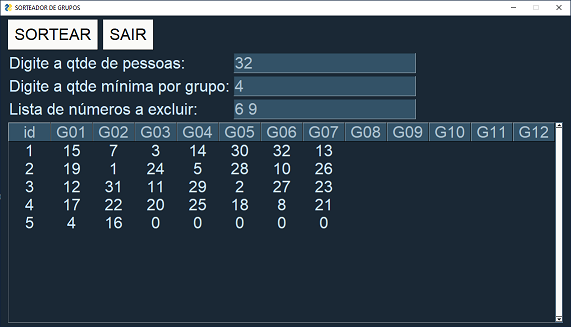 SORTEADOR DE GRUPOS
SORTEAR SAIR
Digite a qtde de pessoas: 32
Digite a qtde mínima por grupo: 4
Lista de números a excluir: 6 9
id G01 G02 G03 G04 G05 G06 G07 G08 G09 G10 G11 G12
1 15 7 3 14 30 32 13
2 19 1 24 5 28 10 26
3 12 31 11 29 2 27 23
4 17 22 20 25 18 8 21
5 4 16 0 0 0 0 0